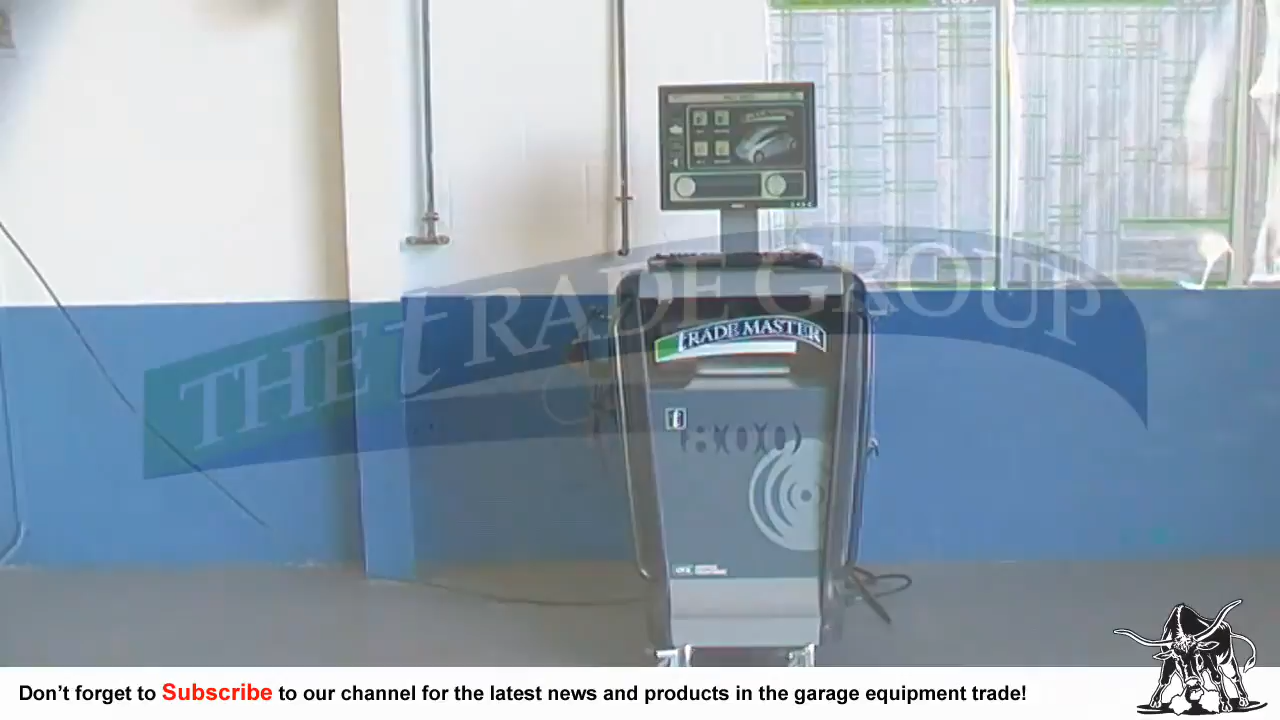 THE tRADE GROUP
tRADE MASTER
Don't forget to Subscribe to our channel for the latest news and products in the garage equipment trade!